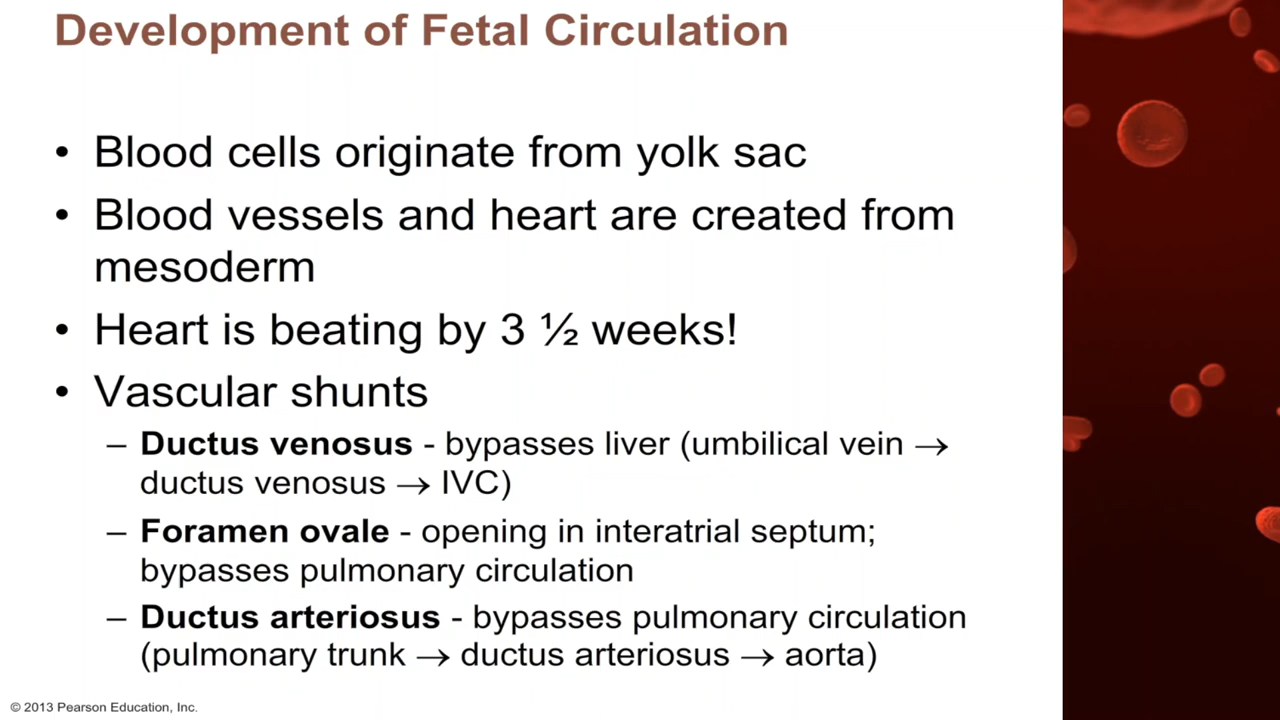 Development of Fetal Circulation
• Blood cells originate from yolk sac
• Blood vessels and heart are created from
mesoderm
• Heart is beating by 3 ½ weeks!
• Vascular shunts
– Ductus venosus - bypasses liver (umbilical vein →
ductus venosus → IVC)
– Foramen ovale - opening in interatrial septum;
bypasses pulmonary circulation
– Ductus arteriosus - bypasses pulmonary circulation
(pulmonary trunk → ductus arteriosus → aorta)
© 2013 Pearson Education, Inc.